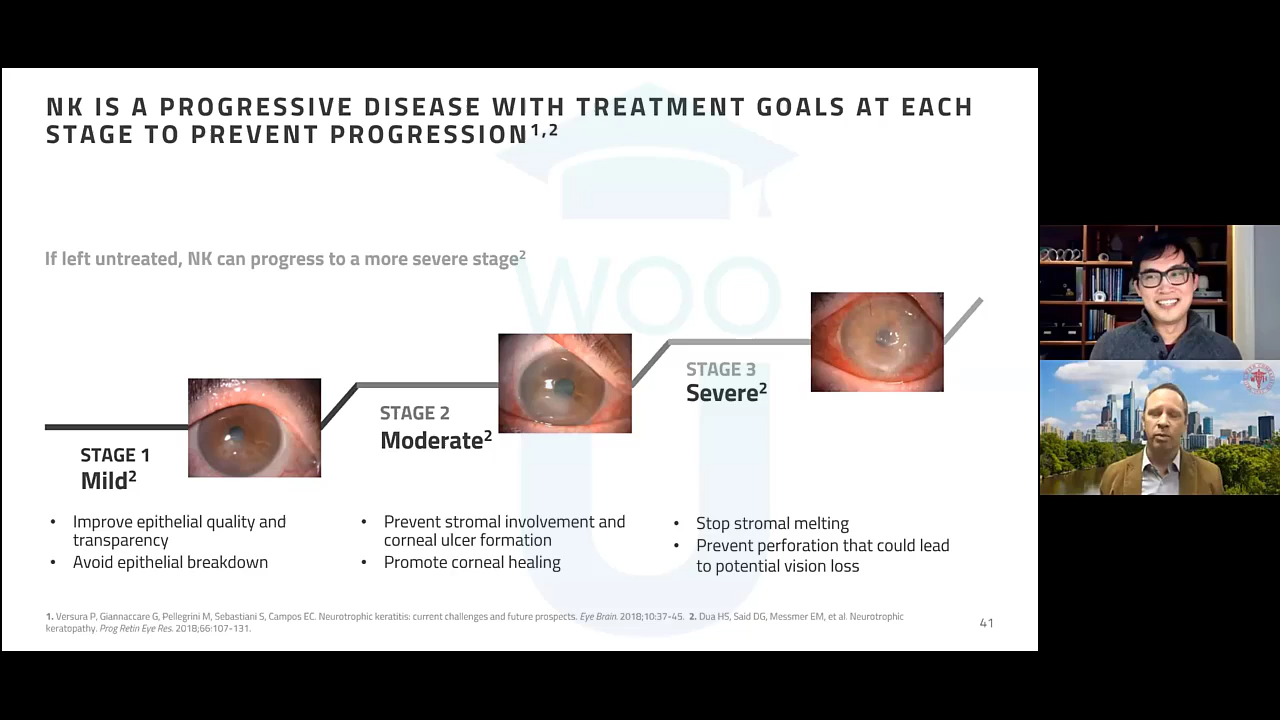 NK IS A PROGRESSIVE DISEASE WITH TREATMENT GOALS AT EACH
STAGE TO PREVENT PROGRESSION1,2
If left untreated, NK can progress to a more severe stage2
WOO
U
STAGE 1
Mild2
• Improve epithelial quality and
transparency
• Avoid epithelial breakdown
STAGE 2
Moderate2
• Prevent stromal involvement and
corneal ulcer formation
• Promote corneal healing
STAGE 3
Severe2
• Stop stromal melting
• Prevent perforation that could lead
to potential vision loss
1. Versura P, Giannaccare G, Pellegrini M, Sebastiani S, Campos EC. Neurotrophic keratitis: current challenges and future prospects. Eye Brain. 2018;10:37-45. 2. Dua HS, Said DG, Messmer EM, et al. Neurotrophic
keratopathy. Prog Retin Eye Res. 2018;66:107-131.
41